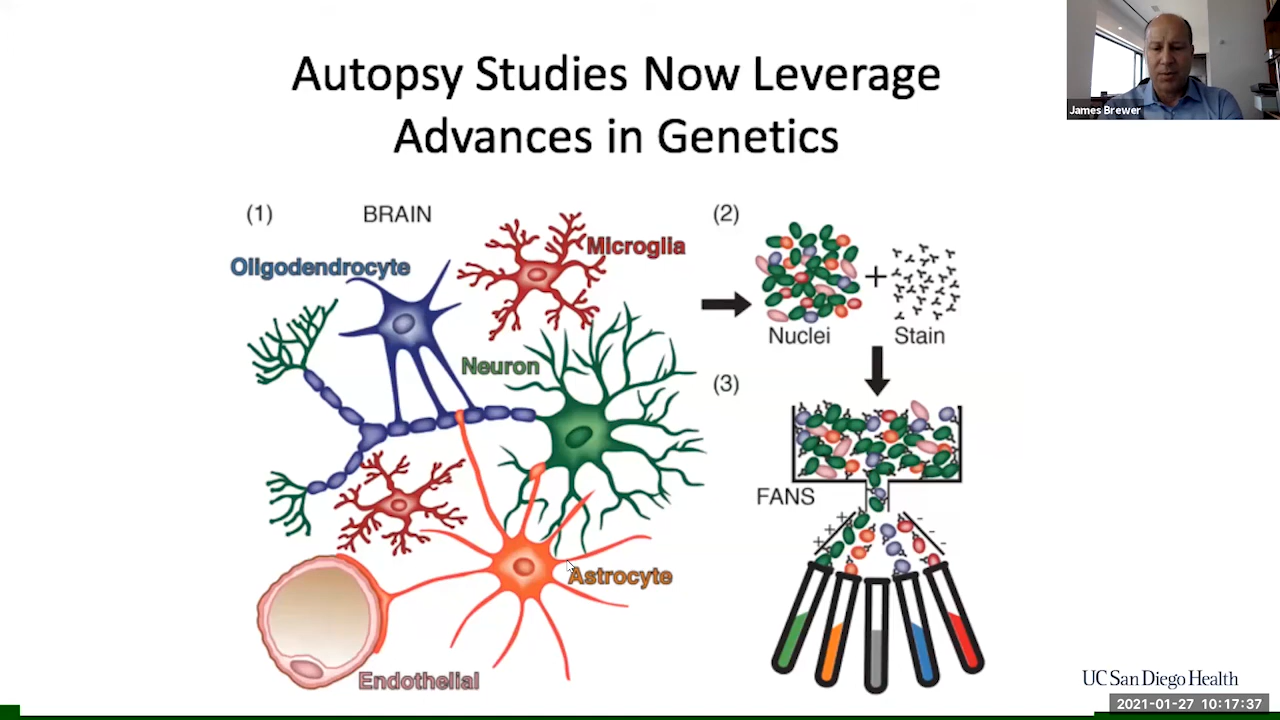 Autopsy Studies Now Leverage
Advances in Genetics
James Brewer
(1)
BRAIN
Oligodendrocyte
Microglia
Neuron
Astrocyte
Endothelial
(2)
+
Nuclei
Stain
(3)
FANS
+
+
+
-
-
-
UC San Diego Health
2021-01-27 10:17:37